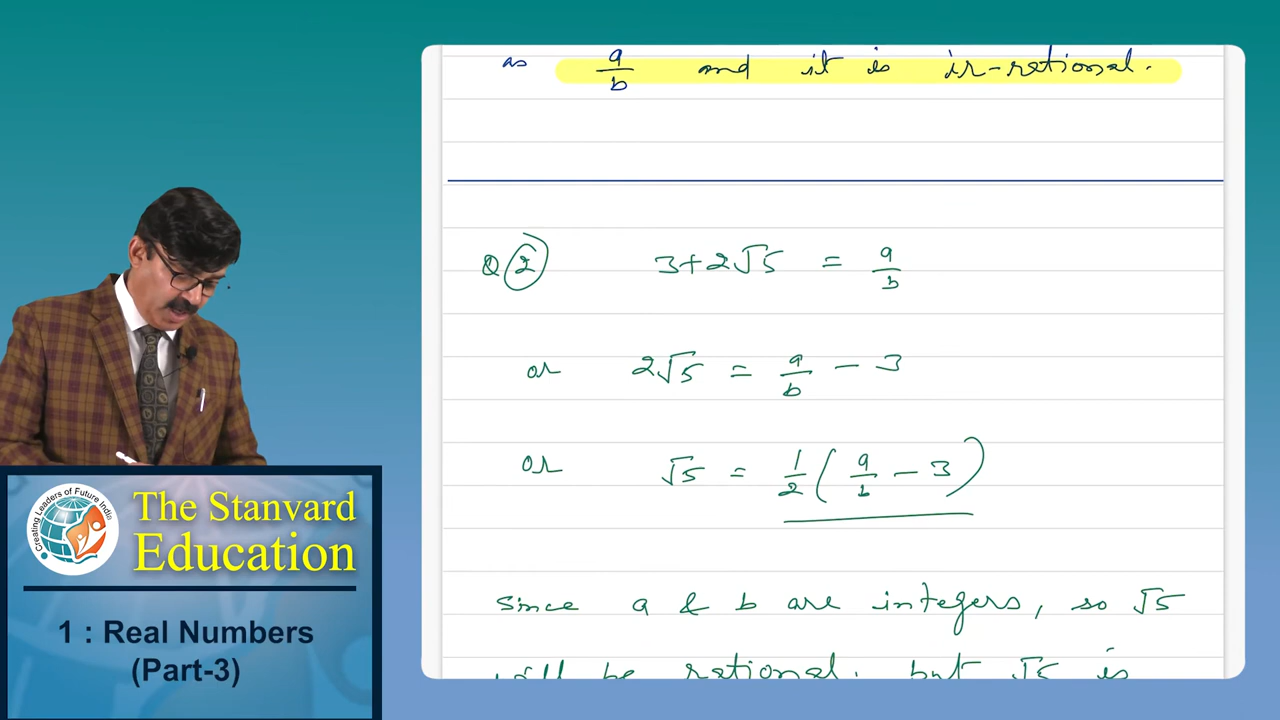 as a/b and it is ir-rational.
Q 2) 3+2√5 = a/b
or 2√5 = a/b - 3
or √5 = 1/2 ( a/b - 3 )
since a & b are integers, so √5
will be rational. but √5 is
Creating Leaders of Future India
The Stanvard
Education
1 : Real Numbers
(Part-3)